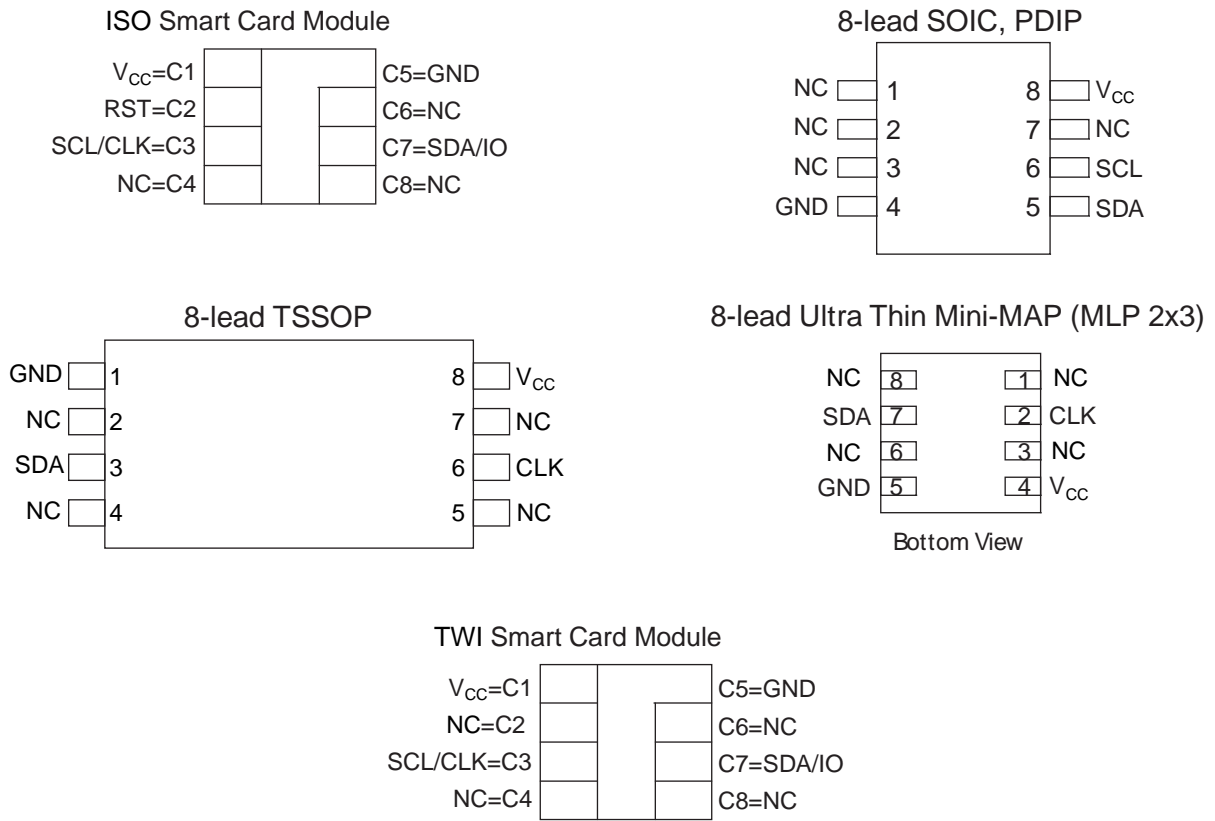 ISO Smart Card Module
VCC=C1 C5=GND
RST=C2 C6=NC
SCL/CLK=C3 C7=SDA/IO
NC=C4 C8=NC
8-lead SOIC, PDIP
NC 1 8 VCC
NC 2 7 NC
NC 3 6 SCL
GND 4 5 SDA
8-lead TSSOP
GND 1 8 VCC
NC 2 7 NC
SDA 3 6 CLK
NC 4 5 NC
8-lead Ultra Thin Mini-MAP (MLP 2x3)
NC 8 1 NC
SDA 7 2 CLK
NC 6 3 NC
GND 5 4 VCC
Bottom View
TWI Smart Card Module
VCC=C1 C5=GND
NC=C2 C6=NC
SCL/CLK=C3 C7=SDA/IO
NC=C4 C8=NC